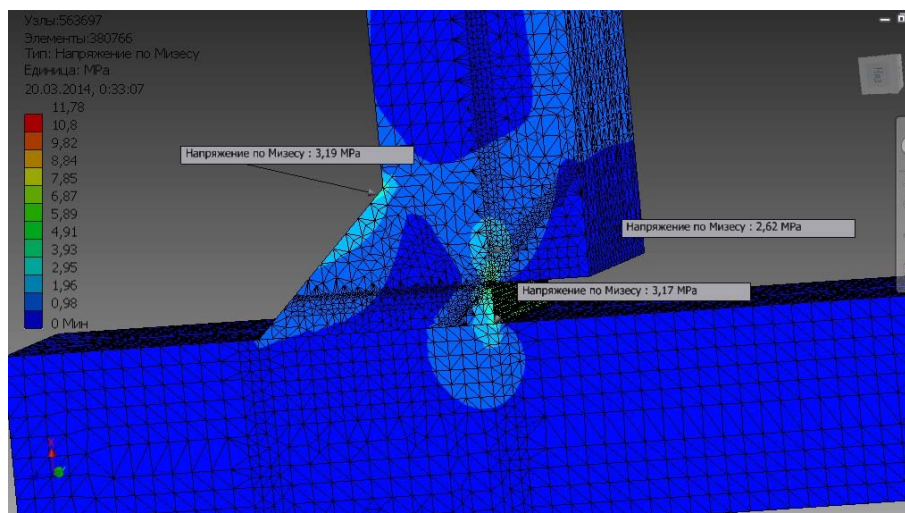 Узлы:563697
Элементы:380766
Тип: Напряжение по Мизесу
Единица: MPa
20.03.2014, 0:33:07
11,78
10,8
9,82
8,84
7,85
6,87
5,89
4,91
3,93
2,95
1,96
0,98
0 Мин
Напряжение по Мизесу : 3,19 MPa
Напряжение по Мизесу : 2,62 MPa
Напряжение по Мизесу : 3,17 MPa
X